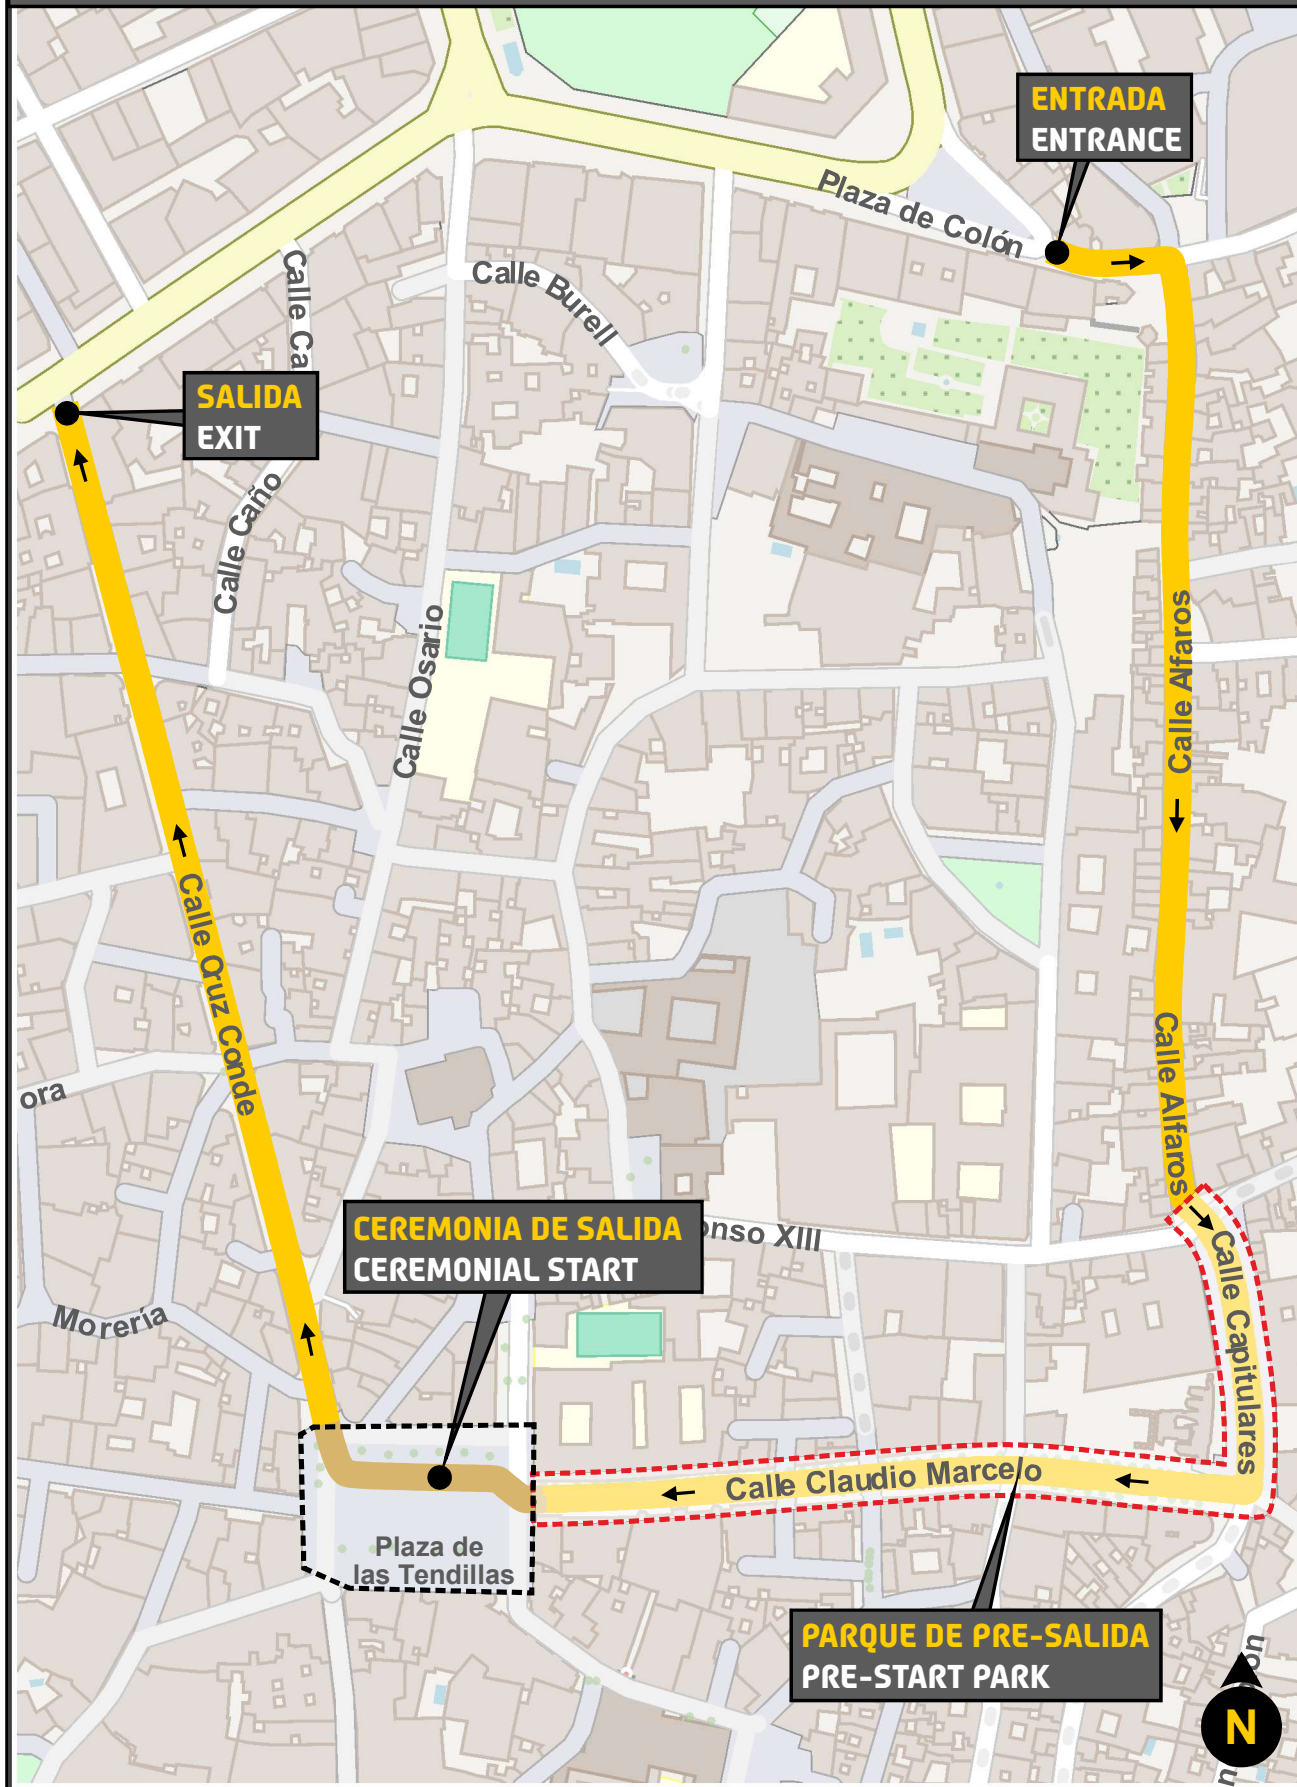 ENTRADA
ENTRANCE
Plaza de Colón
Calle Burell
Calle Ca
SALIDA
EXIT
Calle Caño
Calle Osario
Calle Alfaros
Calle Cruz Conde
Calle Alfaros
ora
CEREMONIA DE SALIDA
CEREMONIAL START
onso XIII
Calle Capitulares
Morería
Calle Claudio Marcelo
Plaza de
las Tendillas
PARQUE DE PRE-SALIDA
PRE-START PARK
ón
N